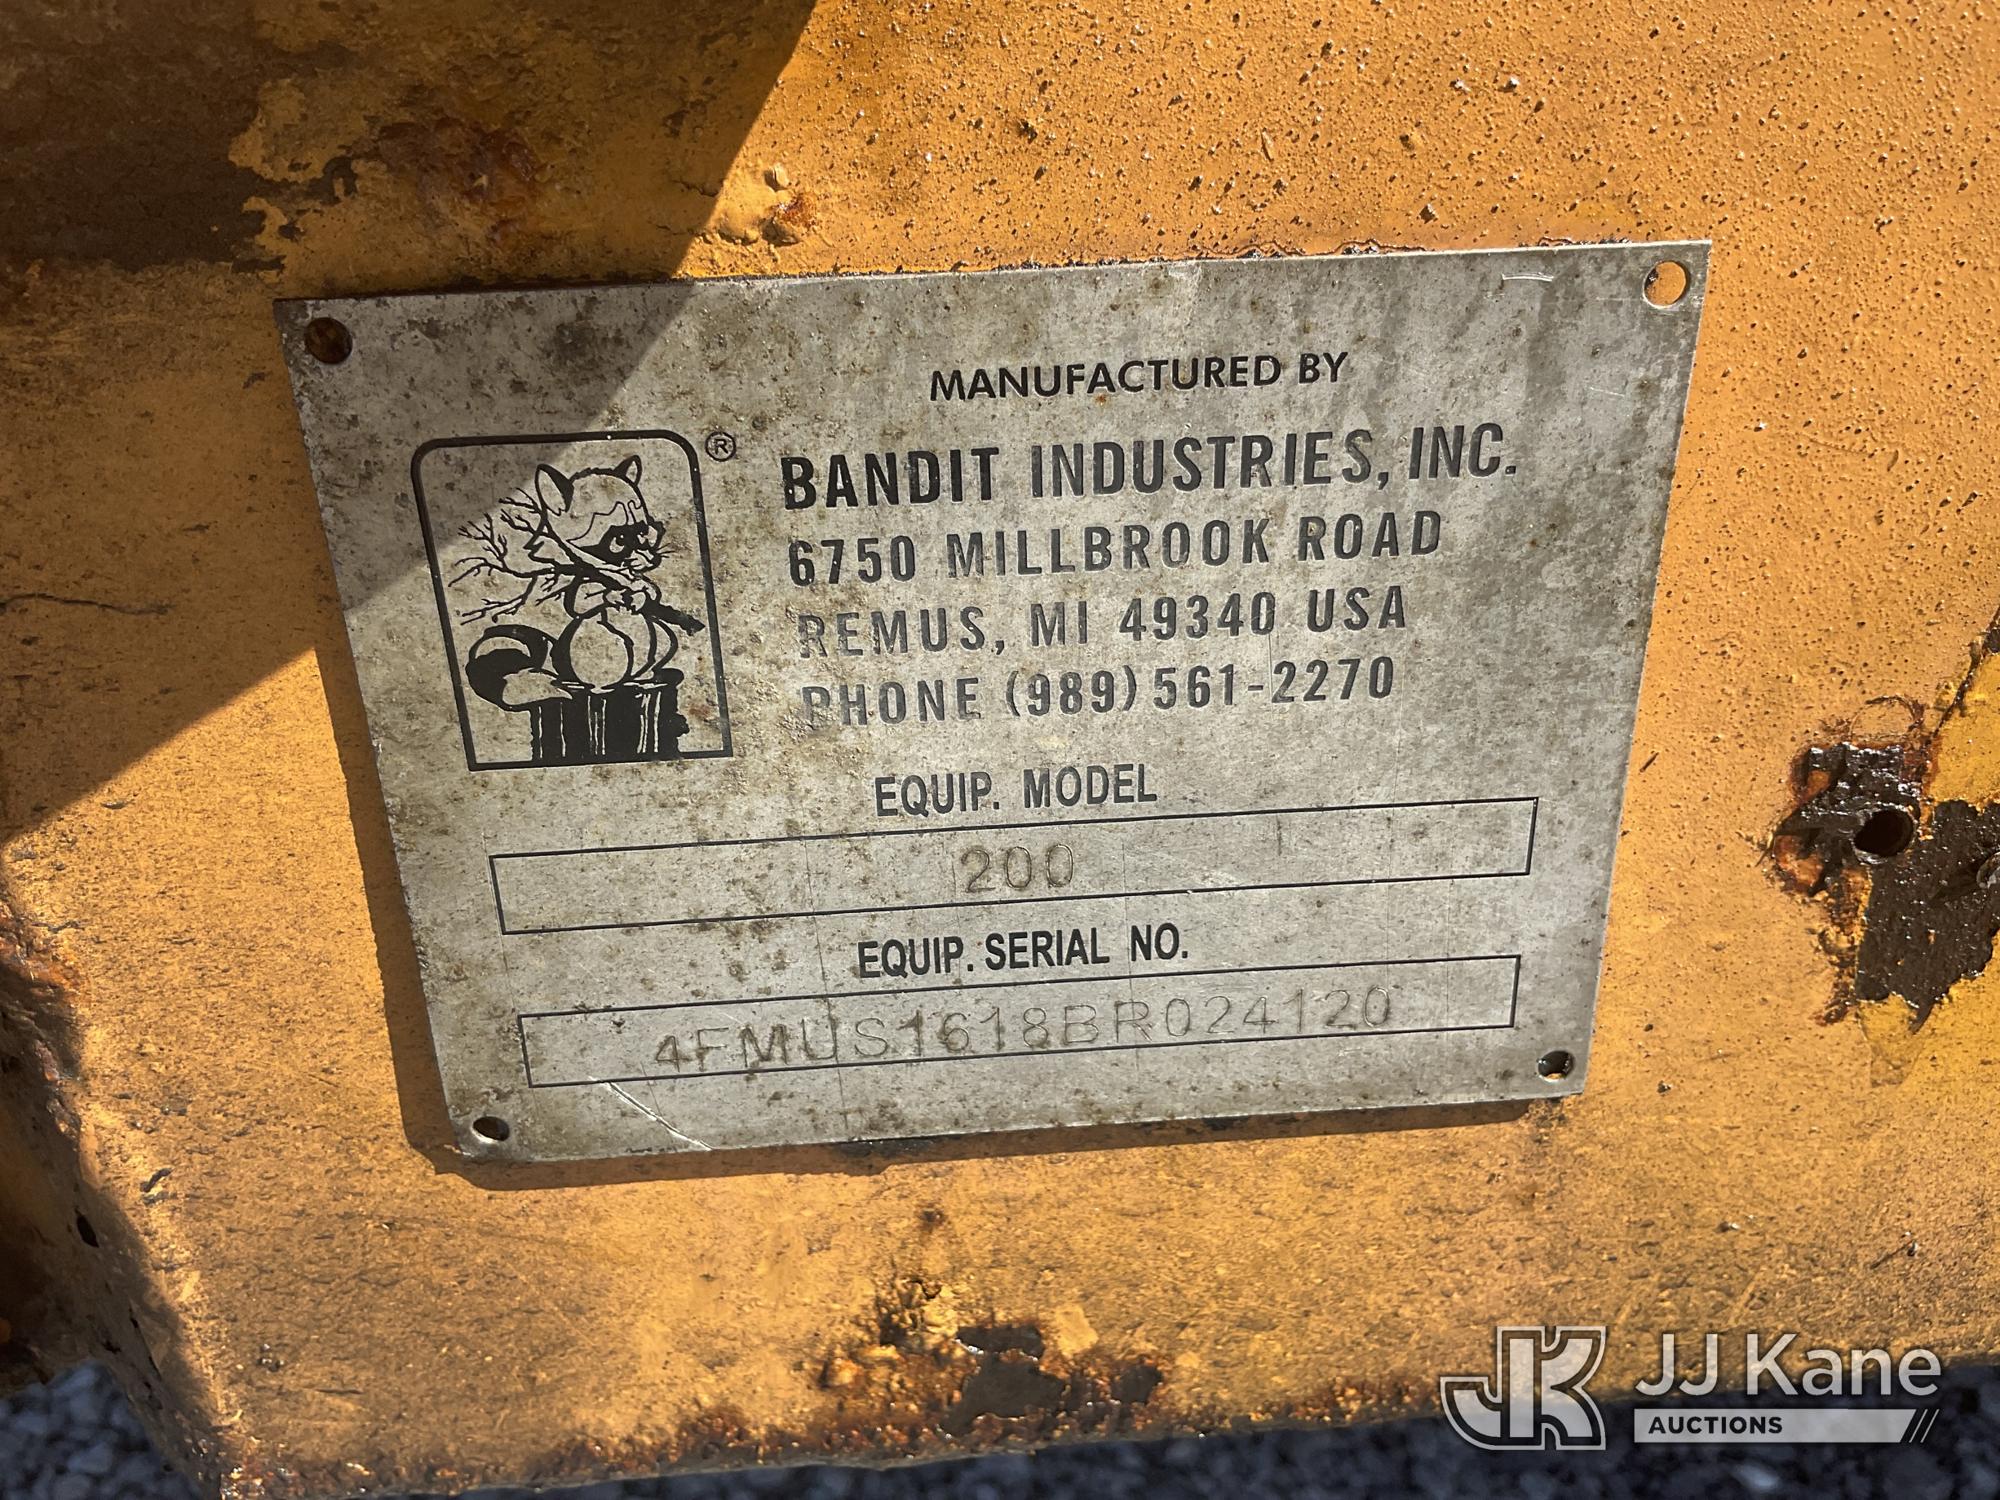 MANUFACTURED BY
®
BANDIT INDUSTRIES, INC.
6750 MILLBROOK ROAD
REMUS, MI 49340 USA
PHONE (989) 561-2270
EQUIP. MODEL
200
EQUIP. SERIAL NO.
4FMUS1618BR024120
JK JJ Kane
AUCTIONS